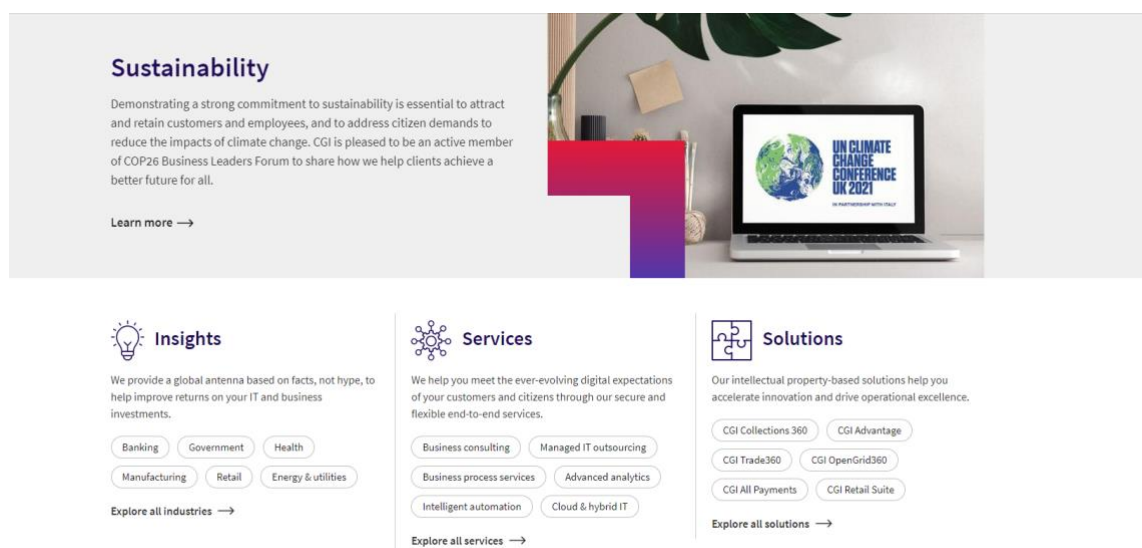 Sustainability
Demonstrating a strong commitment to sustainability is essential to attract
and retain customers and employees, and to address citizen demands to
reduce the impacts of climate change. CGI is pleased to be an active member
of COP26 Business Leaders Forum to share how we help clients achieve a
better future for all.
Learn more
UN CLIMATE
CHANGE
CONFERENCE
UK 2021
IN PARTNERSHIP WITH ITALY
Insights
We provide a global antenna based on facts, not hype, to
help improve returns on your IT and business
investments.
Banking Government Health
Manufacturing Retail Energy & utilities
Explore all industries
Services
We help you meet the ever-evolving digital expectations
of your customers and citizens through our secure and
flexible end-to-end services.
Business consulting Managed IT outsourcing
Business process services Advanced analytics
Intelligent automation Cloud & hybrid IT
Explore all services
Solutions
Our intellectual property-based solutions help you
accelerate innovation and drive operational excellence.
CGI Collections 360 CGI Advantage
CGI Trade360 CGI OpenGrid360
CGI All Payments CGI Retail Suite
Explore all solutions